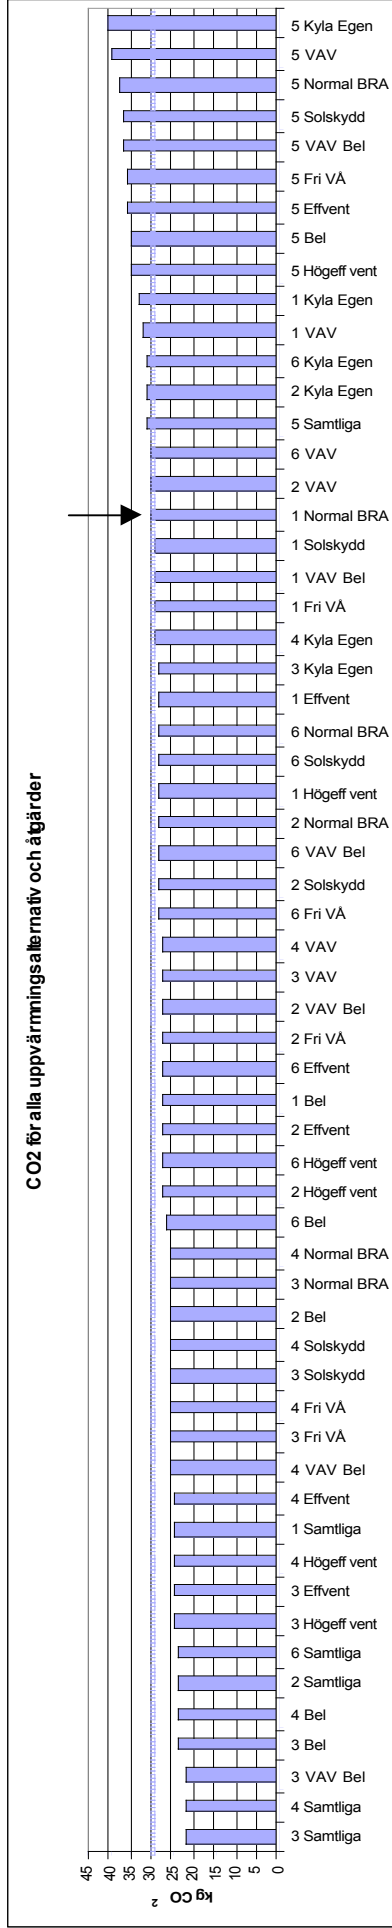 CO2 för alla uppvärmningsalternativ och åtgärder
45
40
35
30
25
20
15
10
5
0
kg CO2
3 Samtliga
4 Samtliga
3 VAV Bel
3 Bel
4 Bel
2 Samtliga
6 Samtliga
3 Högeff vent
3 Effvent
4 Högeff vent
1 Samtliga
4 Effvent
4 VAV Bel
3 Fri VÅ
4 Fri VÅ
3 Solskydd
4 Solskydd
2 Bel
3 Normal BRA
4 Normal BRA
6 Bel
2 Högeff vent
6 Högeff vent
2 Effvent
1 Bel
6 Effvent
2 Fri VÅ
2 VAV Bel
3 VAV
4 VAV
6 Fri VÅ
2 Solskydd
6 VAV Bel
2 Normal BRA
1 Högeff vent
6 Solskydd
6 Normal BRA
1 Effvent
3 Kyla Egen
4 Kyla Egen
1 Fri VÅ
1 VAV Bel
1 Solskydd
1 Normal BRA
2 VAV
6 VAV
5 Samtliga
2 Kyla Egen
6 Kyla Egen
1 VAV
1 Kyla Egen
5 Högeff vent
5 Bel
5 Effvent
5 Fri VÅ
5 VAV Bel
5 Solskydd
5 Normal BRA
5 VAV
5 Kyla Egen